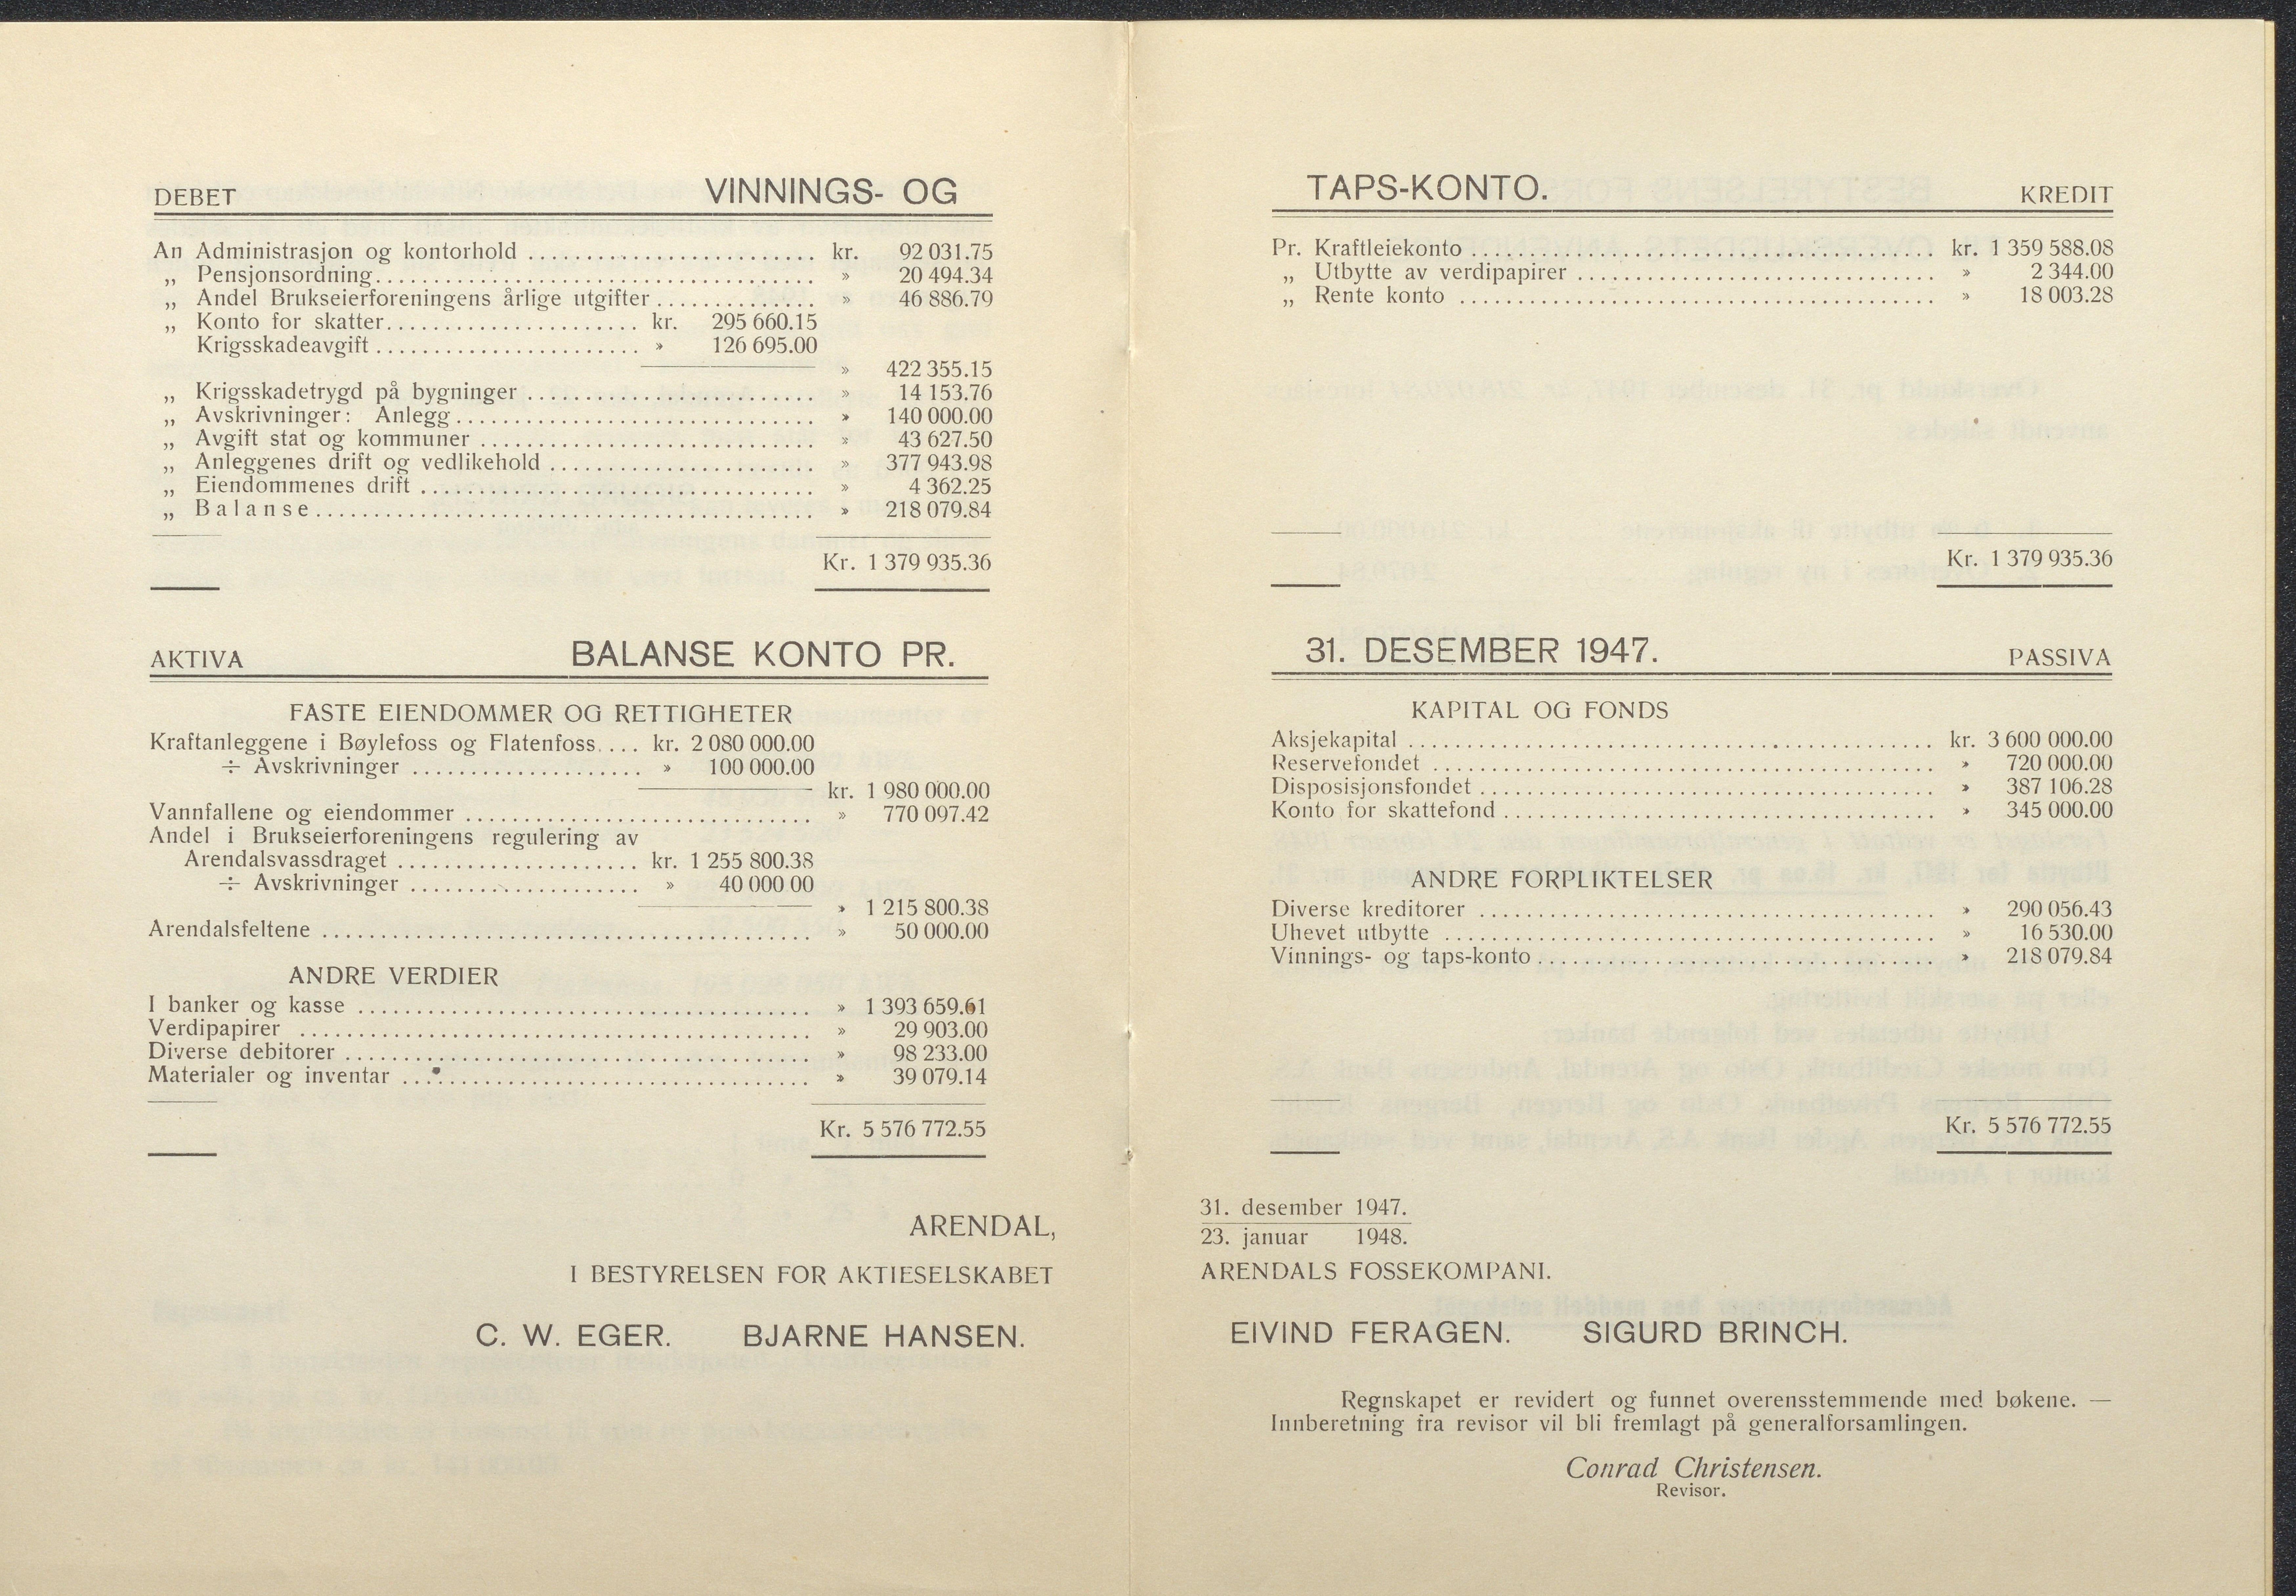 DEBET VINNINGS- OG
An Administrasjon og kontorhold ........................ kr. 92 031.75
„ Pensjonsordning ........................ » 20 494.34
„ Andel Brukseierforeningens årlige utgifter ............. » 46 886.79
„ Konto for skatter ...................... kr. 295 660.15
Krigsskadeavgift ....................... » 126 695.00
» 422 355.15
„ Krigsskadetrygd på bygninger ........................ » 14 153.76
„ Avskrivninger: Anlegg ........................ » 140 000.00
„ Avgift stat og kommuner ........................ » 43 627.50
„ Anleggenes drift og vedlikehold ........................ » 377 943.98
„ Eiendommenes drift ........................ » 4 362.25
„ Balanse ........................ » 218 079.84
Kr. 1 379 935.36
AKTIVA BALANSE KONTO PR.
FASTE EIENDOMMER OG RETTIGHETER
Kraftanleggene i Bøylefoss og Flatenfoss .... kr. 2 080 000.00
÷ Avskrivninger .................... » 100 000.00
kr. 1 980 000.00
Vannfallene og eiendommer ........................ » 770 097.42
Andel i Brukseierforeningens regulering av
Arendalsvassdraget .................... kr. 1 255 800.38
÷ Avskrivninger .................... » 40 000 00
» 1 215 800.38
Arendalsfeltene ........................ » 50 000.00
ANDRE VERDIER
I banker og kasse ........................ » 1 393 659.61
Verdipapirer ........................ » 29 903.00
Diverse debitorer ........................ » 98 233.00
Materialer og inventar ........................ » 39 079.14
Kr. 5 576 772.55
ARENDAL,
I BESTYRELSEN FOR AKTIESELSKABET
C. W. EGER. BJARNE HANSEN.
TAPS-KONTO. KREDIT
Pr. Kraftleiekonto ........................ kr. 1 359 588.08
„ Utbytte av verdipapirer ........................ » 2 344.00
„ Rente konto ........................ » 18 003.28
Kr. 1 379 935.36
31. DESEMBER 1947. PASSIVA
KAPITAL OG FONDS
Aksjekapital ........................ kr. 3 600 000.00
Reservefondet ........................ » 720 000.00
Disposisjonsfondet ........................ » 387 106.28
Konto for skattefond ........................ » 345 000.00
ANDRE FORPLIKTELSER
Diverse kreditorer ........................ » 290 056.43
Uhevet utbytte ........................ » 16 530.00
Vinnings- og taps-konto ........................ » 218 079.84
Kr. 5 576 772.55
31. desember 1947.
23. januar 1948.
ARENDALS FOSSEKOMPANI.
EIVIND FERAGEN. SIGURD BRINCH.
Regnskapet er revidert og funnet overensstemmende med bøkene. —
Innberetning fra revisor vil bli fremlagt på generalforsamlingen.
Conrad Christensen.
Revisor.